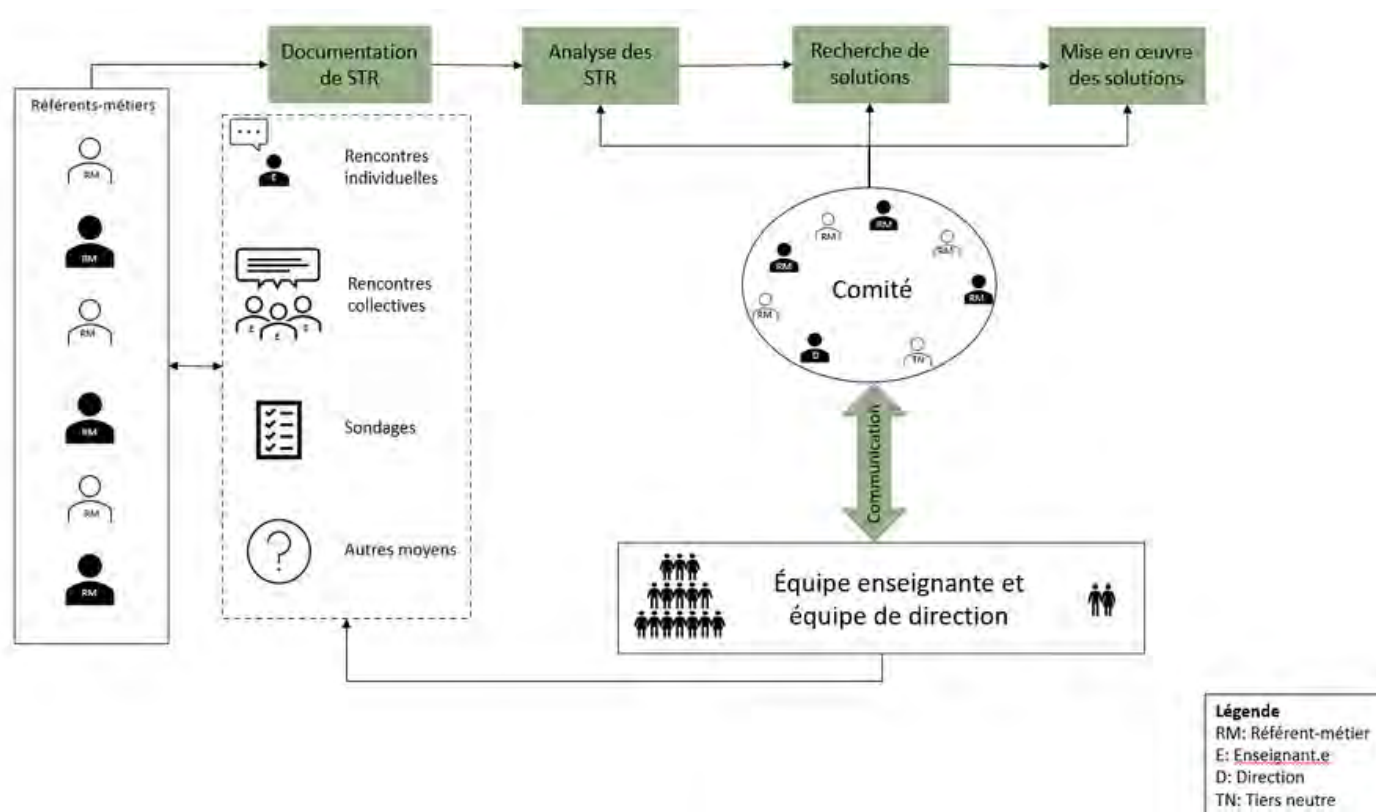 Documentation
de STR
Analyse des
STR
Recherche de
solutions
Mise en œuvre
des solutions
Référents-métiers
RM
RM
RM
RM
RM
RM
E
Rencontres
individuelles
E
E
E
Rencontres
collectives
Sondages
?
Autres moyens
RM
RM
RM
RM
Comité
RM
RM
D
TN
Communication
Équipe enseignante et
équipe de direction
Légende
RM: Référent-métier
E: Enseignant.e
D: Direction
TN: Tiers neutre